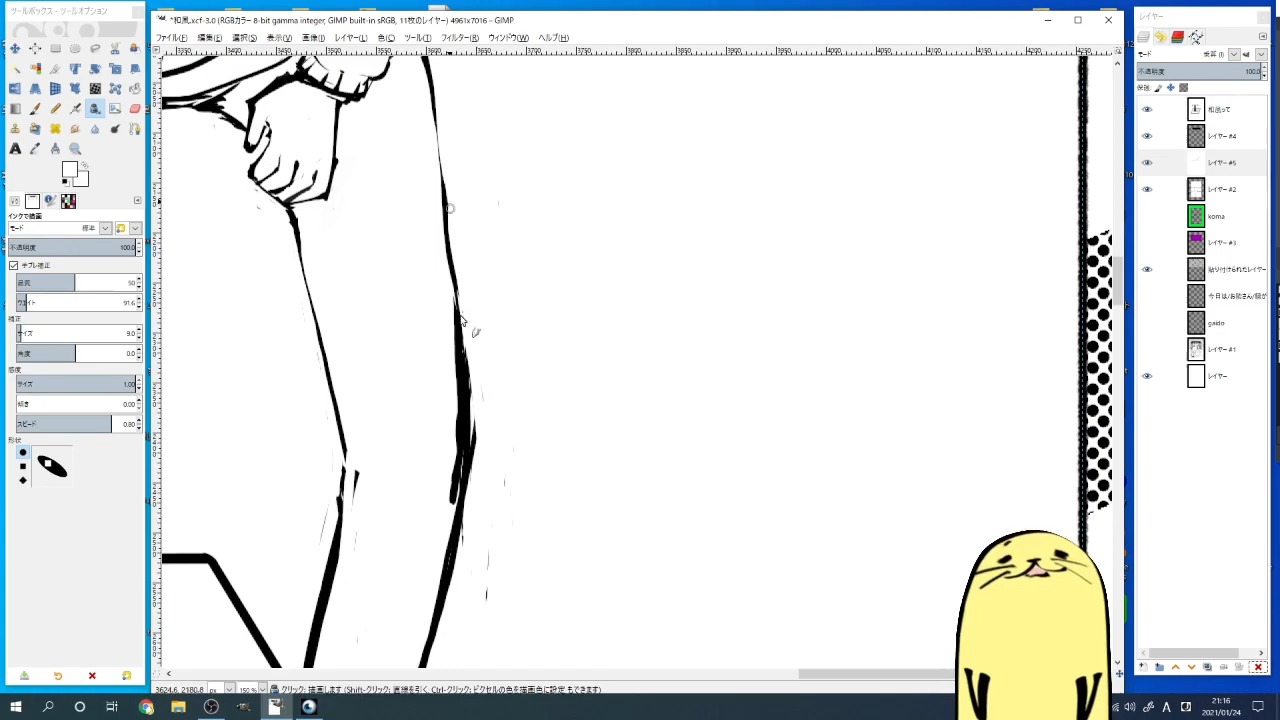 ツールボックス - ツールオプション
*和風.xcf-3.0 (RGBカラー 8-bit gamma integer, GIMP built-in sRGB, 11枚のレイヤー) 4961x7016 – GIMP
レイヤー
ファイル(F) 編集(E) 選択(S) 表示(V) 画像(I) レイヤー(L) 色(C) ツール(T) フィルター(R) ウィンドウ(W) ヘルプ(H)
モード 乗算 (l)
不透明度 100.0
保護:
和風って
レイヤー #4
レイヤー #5
レイヤー #2
koma
レイヤー #3
貼り付けられたレイヤー
gaido
レイヤー #1
レイヤー
インクで描画
モード 標準
不透明度 100.0
手ブレ補正
品質 50
ウェイト 91.6
補正
サイズ 9.0
角度 0.0
感度
サイズ 1.00
傾き 0.00
スピード 0.80
形状
3624.6, 2180.8 px 150 % クリック: 描画します (Shift-クリック: 直線を引く, Ctrl-クリック: ピクセルの色を描画色に設定 もできます)
A
21:16
2021/01/24